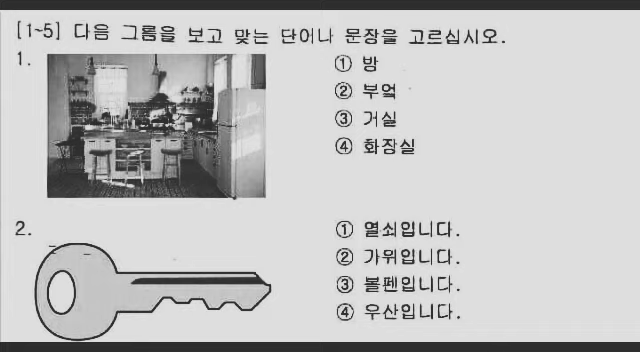 [1~5] 다음 그림을 보고 맞는 단어나 문장을 고르십시오.
1.
① 방
② 부엌
③ 거실
④ 화장실
2.
① 열쇠입니다.
② 가위입니다.
③ 볼펜입니다.
④ 우산입니다.